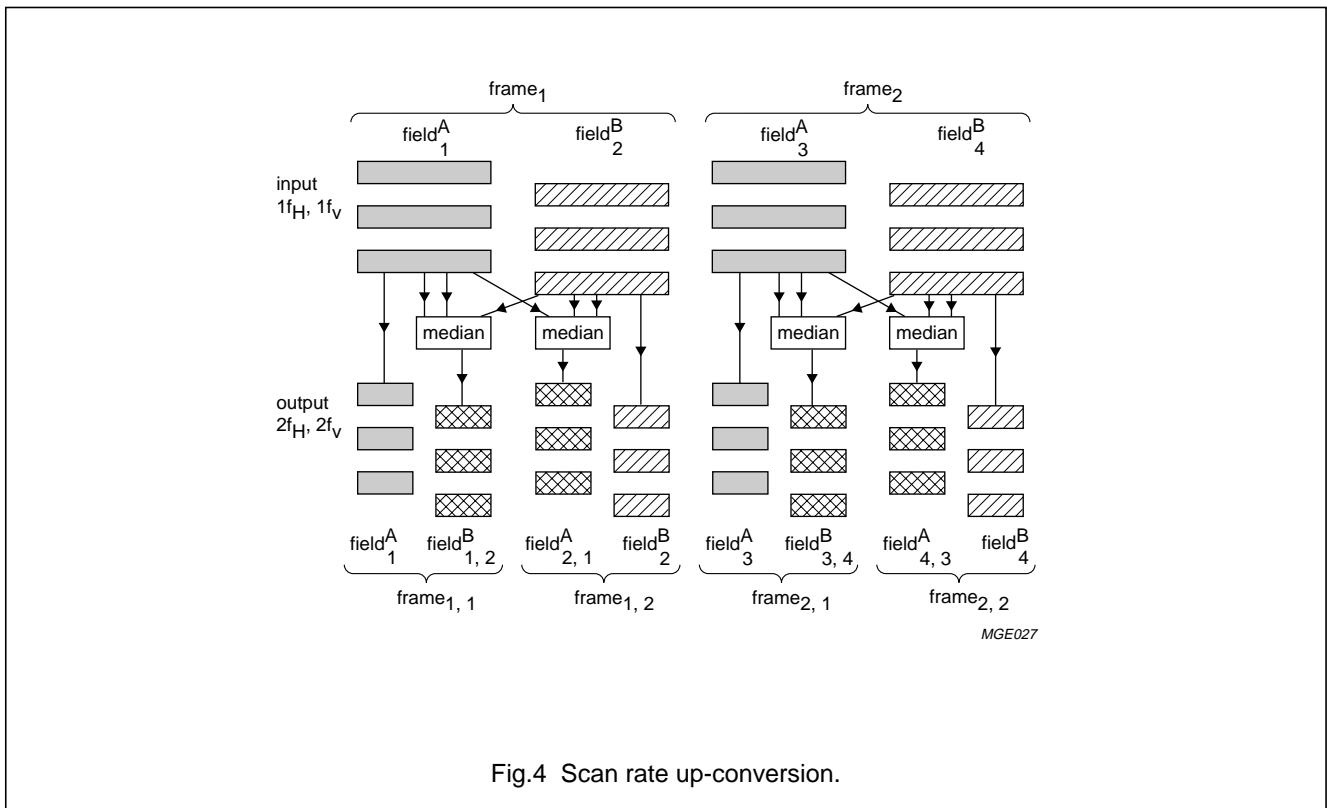 frame1 frame2
fieldA1 fieldB2 fieldA3 fieldB4
input
1fH, 1fv
median median median median
output
2fH, 2fv
fieldA1 fieldB1, 2 fieldA2, 1 fieldB2 fieldA3 fieldB3, 4 fieldA4, 3 fieldB4
frame1, 1 frame1, 2 frame2, 1 frame2, 2
MGE027
Fig.4 Scan rate up-conversion.